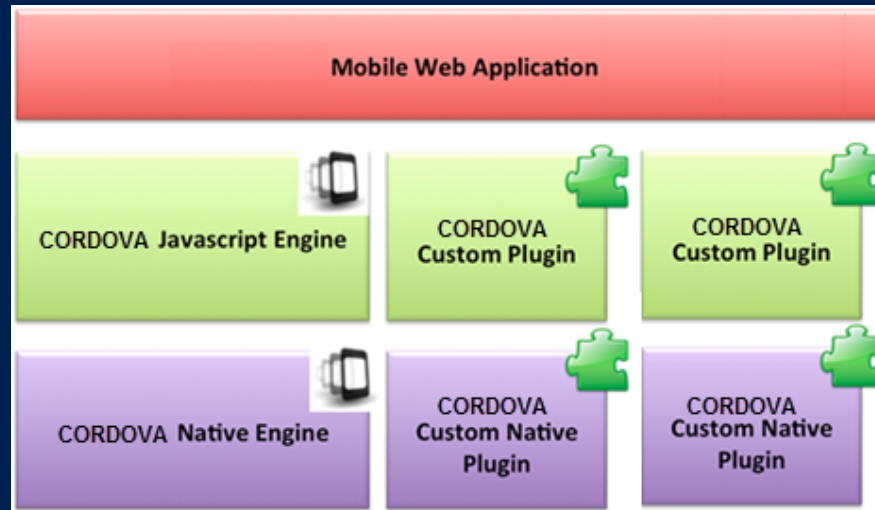 Mobile Web Application
CORDOVA Javascript Engine
CORDOVA
Custom Plugin
CORDOVA
Custom Plugin
CORDOVA Native Engine
CORDOVA
Custom Native
Plugin
CORDOVA
Custom Native
Plugin